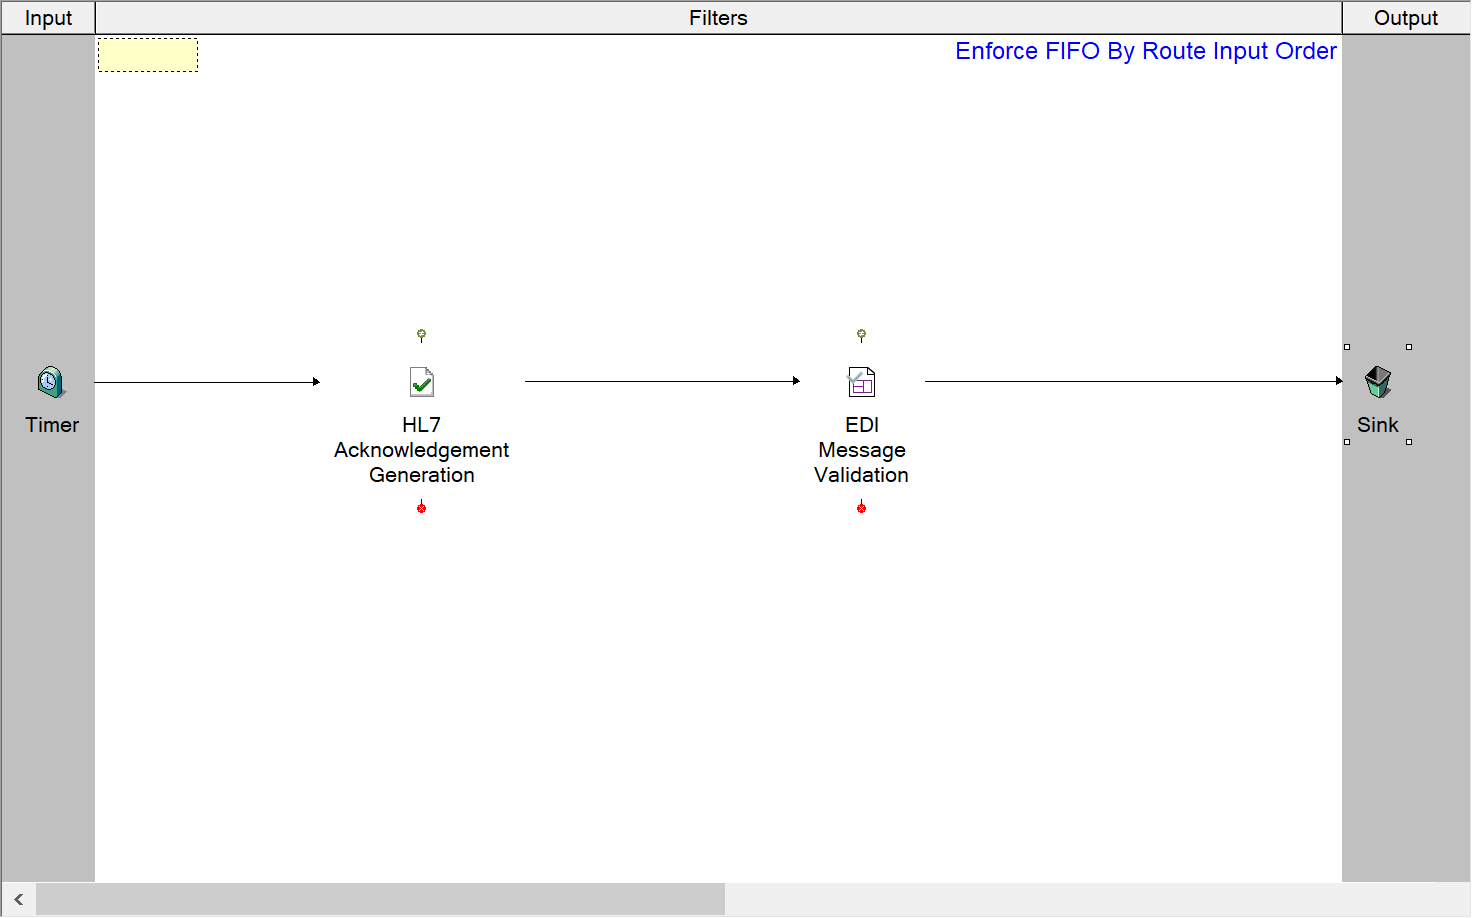 Input
Filters
Output
Enforce FIFO By Route Input Order
Timer
HL7
Acknowledgement
Generation
EDI
Message
Validation
Sink